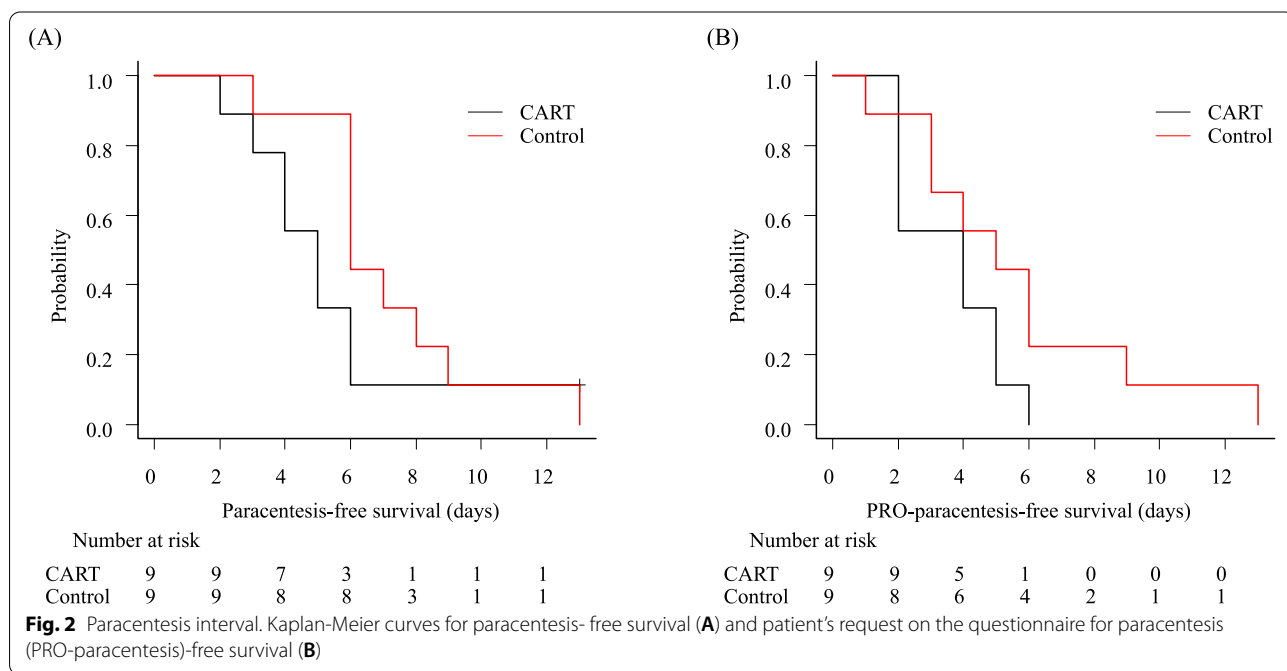 (A)
1.0
0.8
0.6
0.4
0.2
0.0
Probability
CART
Control
0 2 4 6 8 10 12
Paracentesis-free survival (days)
Number at risk
CART 9 9 7 3 1 1 1
Control 9 9 8 8 3 1 1
(B)
1.0
0.8
0.6
0.4
0.2
0.0
Probability
CART
Control
0 2 4 6 8 10 12
PRO-paracentesis-free survival (days)
Number at risk
CART 9 9 5 1 0 0 0
Control 9 8 6 4 2 1 1
Fig. 2 Paracentesis interval. Kaplan-Meier curves for paracentesis- free survival (A) and patient's request on the questionnaire for paracentesis
(PRO-paracentesis)-free survival (B)